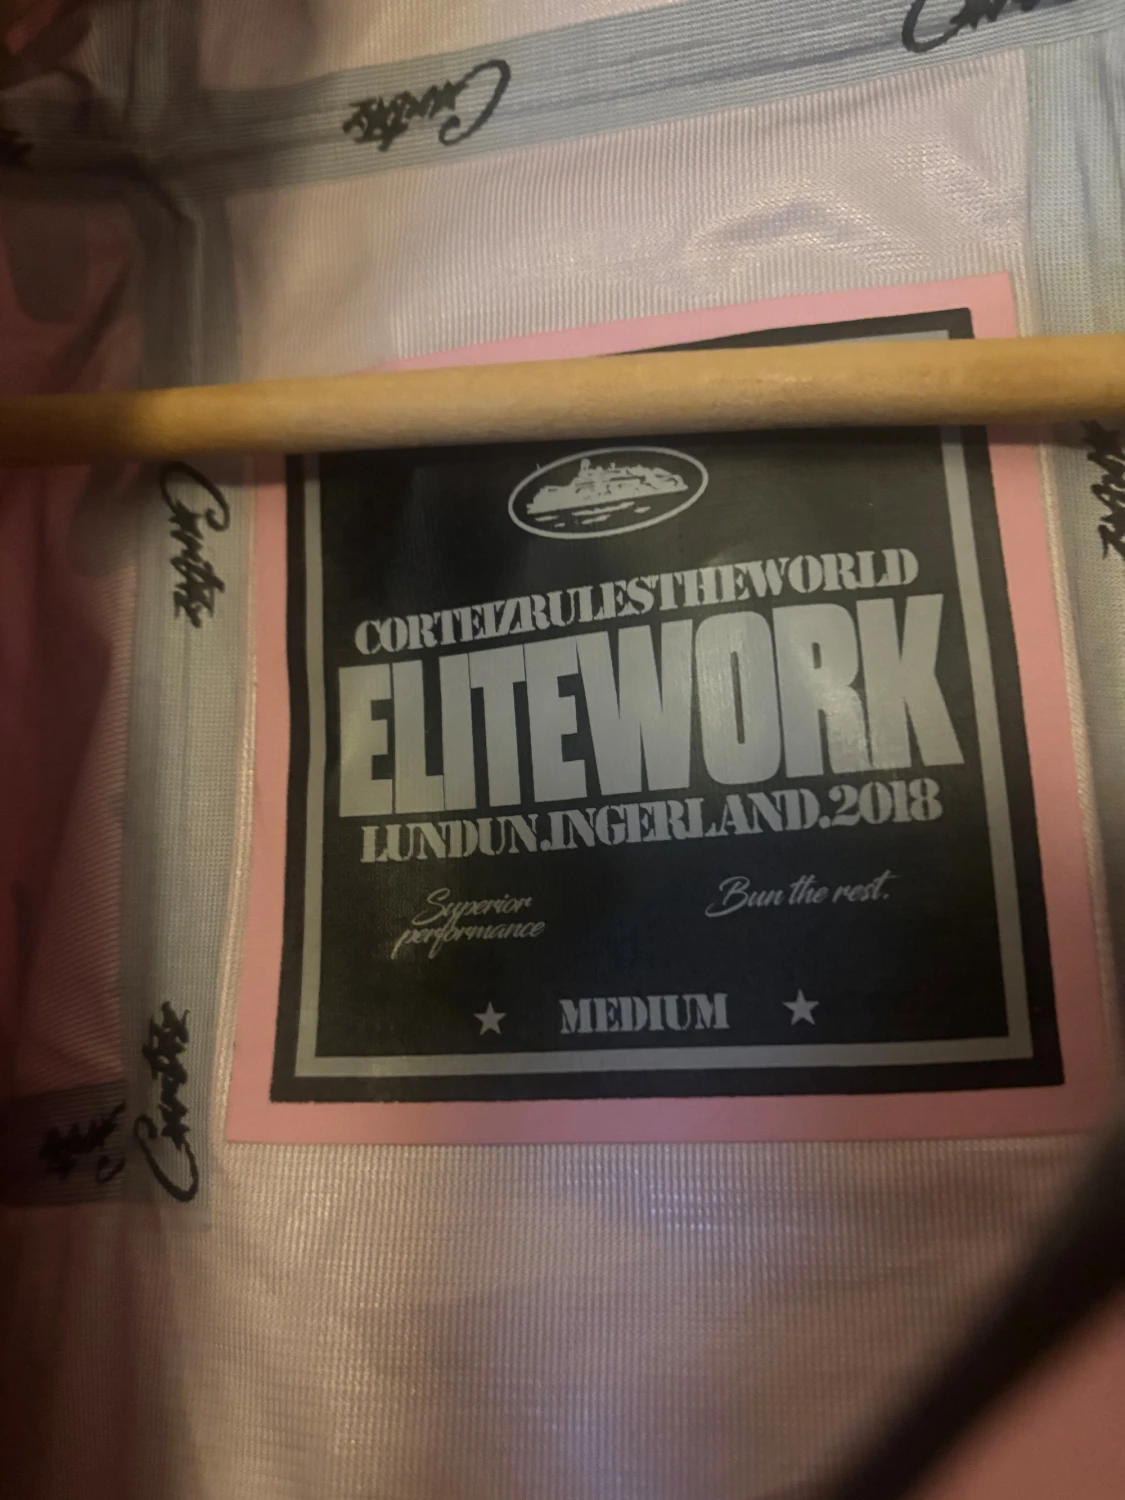 CORTEIZRULESTHEWORLD
ELITEWORK
LUNDUN.INGERLAND.2018
Superior
performance
Bun the rest.
★ MEDIUM ★